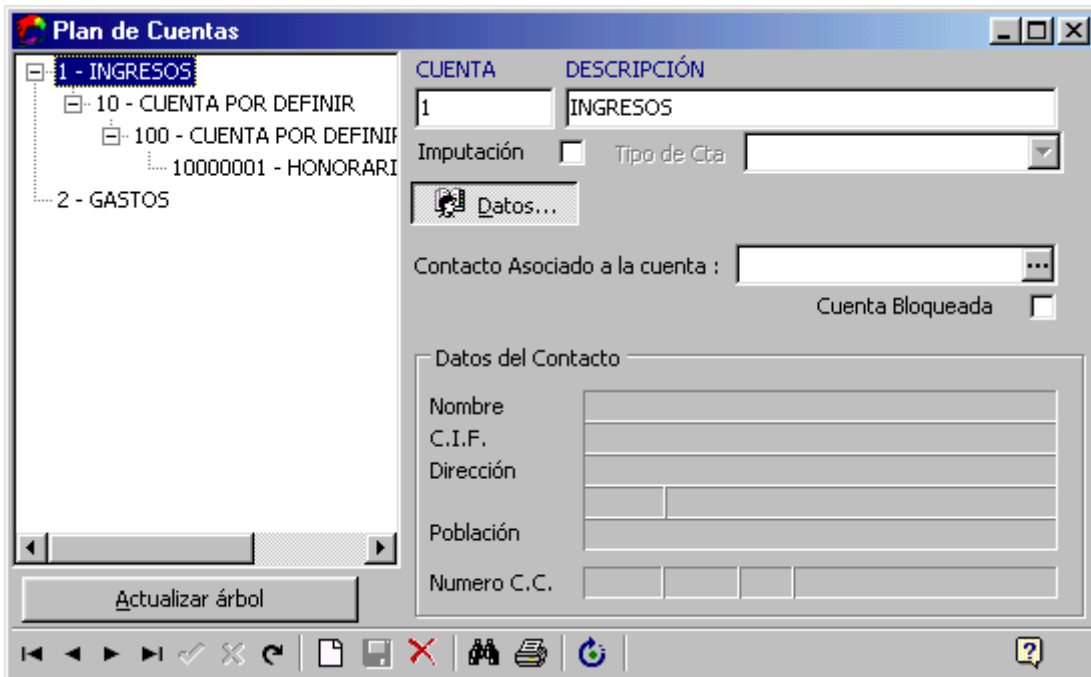 Plan de Cuentas
1 - INGRESOS
10 - CUENTA POR DEFINIR
100 - CUENTA POR DEFINIR
10000001 - HONORARI
2 - GASTOS
Actualizar árbol
CUENTA DESCRIPCIÓN
1 INGRESOS
Imputación Tipo de Cta
Datos...
Contacto Asociado a la cuenta : ...
Cuenta Bloqueada
Datos del Contacto
Nombre
C.I.F.
Dirección
Población
Numero C.C.
?